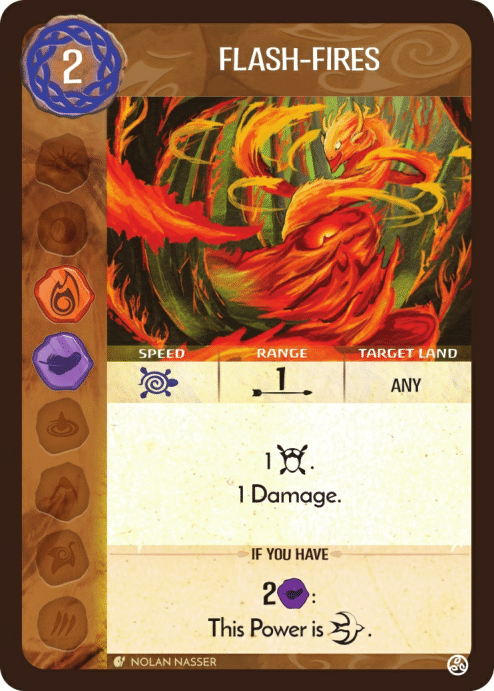 2
FLASH-FIRES
SPEED RANGE TARGET LAND
1 ANY
1 .
1 Damage.
IF YOU HAVE
2 :
This Power is .
NOLAN NASSER